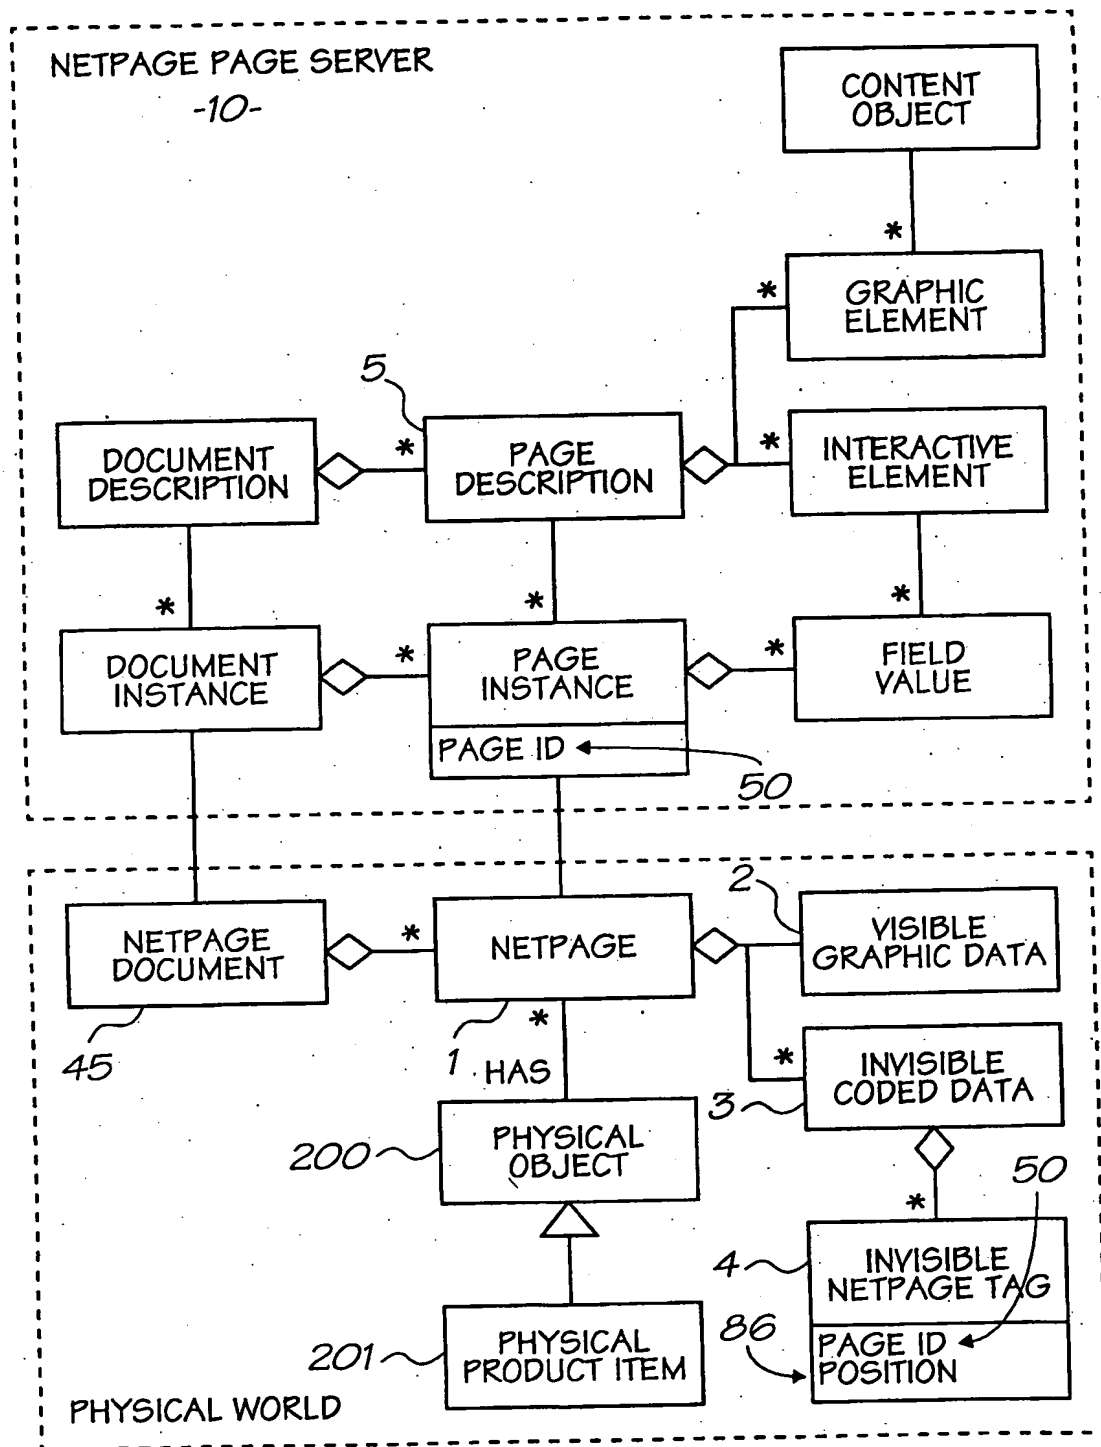 NETPAGE PAGE SERVER
-10-
CONTENT
OBJECT
*
GRAPHIC
ELEMENT
*
5
DOCUMENT
DESCRIPTION
*
PAGE
DESCRIPTION
*
INTERACTIVE
ELEMENT
*
*
*
DOCUMENT
INSTANCE
*
PAGE
INSTANCE
*
FIELD
VALUE
PAGE ID
50
2
NETPAGE
DOCUMENT
*
NETPAGE
VISIBLE
GRAPHIC DATA
45
1
*
HAS
*
INVISIBLE
CODED DATA
3
200
PHYSICAL
OBJECT
50
*
4
INVISIBLE
NETPAGE TAG
86
PAGE ID
POSITION
201
PHYSICAL
PRODUCT ITEM
PHYSICAL WORLD